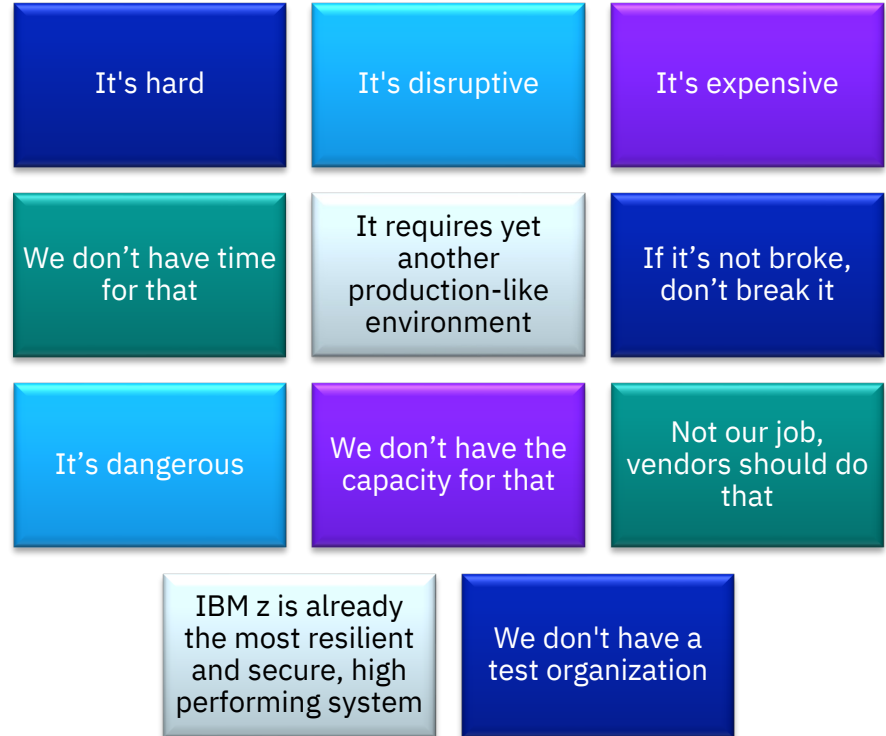 It's hard
It's disruptive
It's expensive
We don’t have time
for that
It requires yet
another
production-like
environment
If it’s not broke,
don’t break it
It’s dangerous
We don’t have the
capacity for that
Not our job,
vendors should do
that
IBM z is already
the most resilient
and secure, high
performing system
We don't have a
test organization